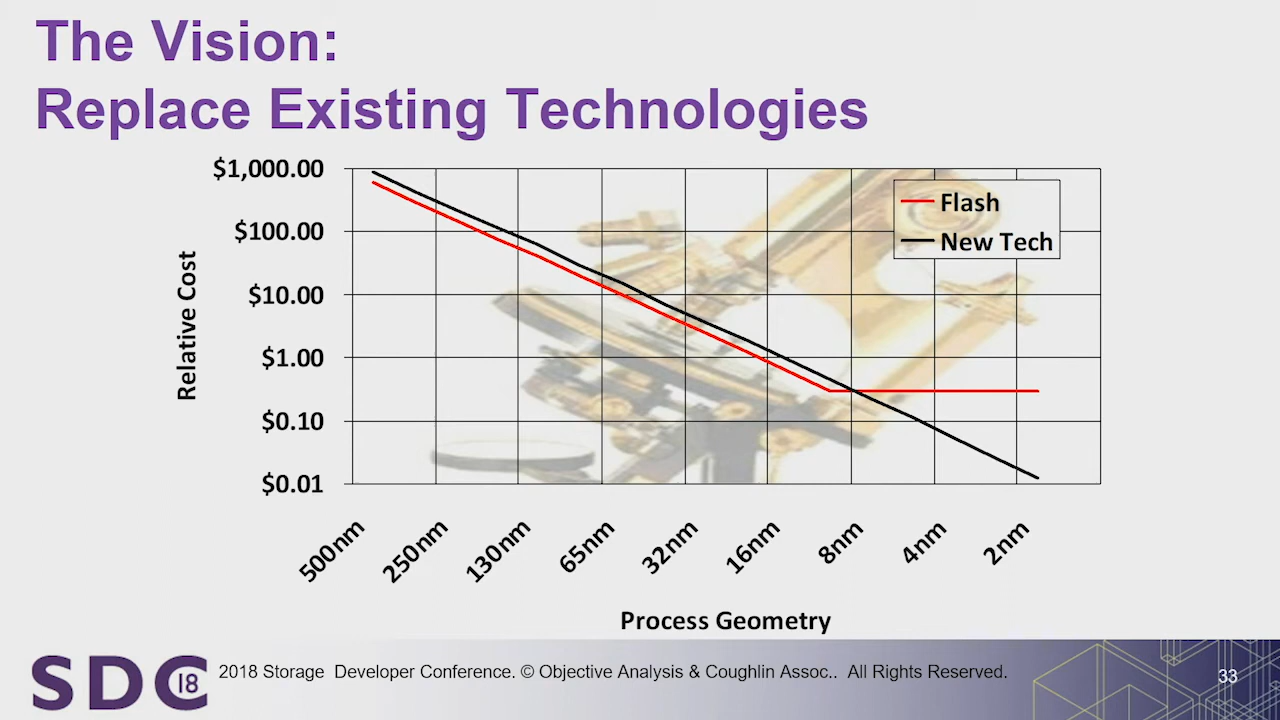 The Vision:
Replace Existing Technologies
$1,000.00
$100.00
$10.00
$1.00
$0.10
$0.01
Relative Cost
Flash
New Tech
500nm
250nm
130nm
65nm
32nm
16nm
8nm
4nm
2nm
Process Geometry
SDC 18
2018 Storage  Developer Conference. © Objective Analysis & Coughlin Assoc..  All Rights Reserved.
33